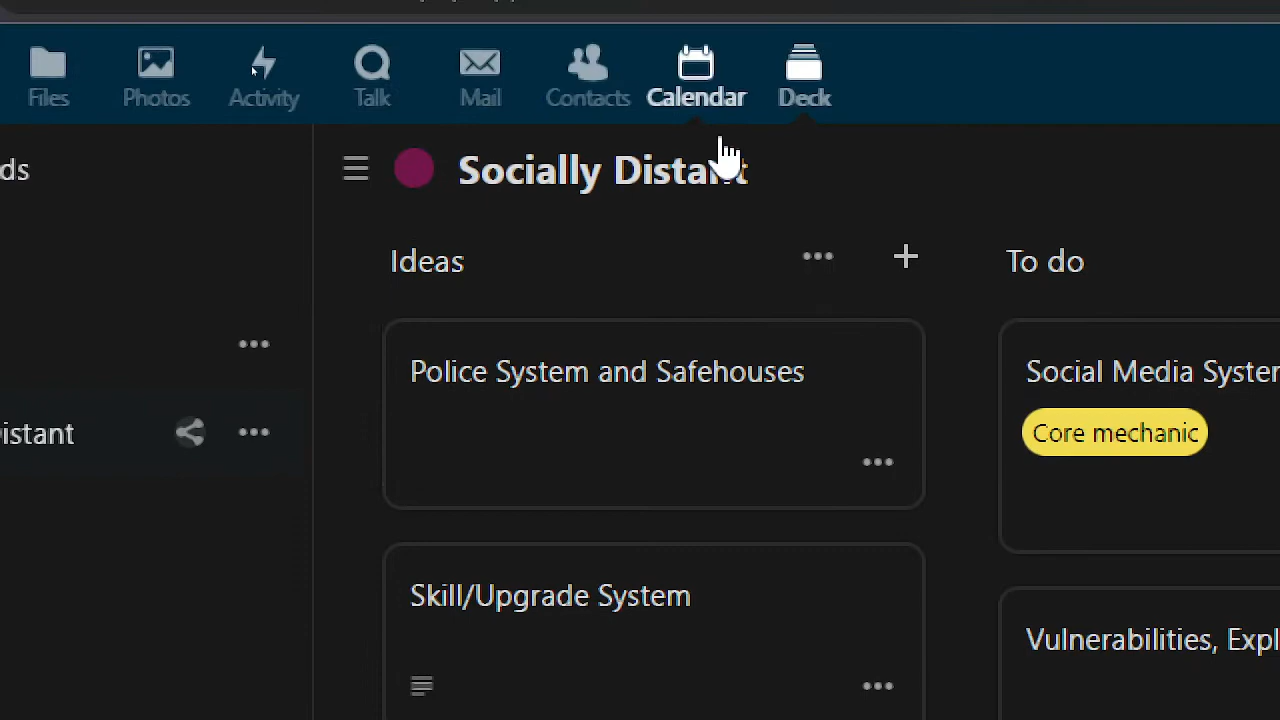 Files
Photos
Activity
Talk
Mail
Contacts
Calendar
Deck
ds
Socially Distant
Ideas
To do
Police System and Safehouses
Social Media System
Core mechanic
istant
Skill/Upgrade System
Vulnerabilities, Expl